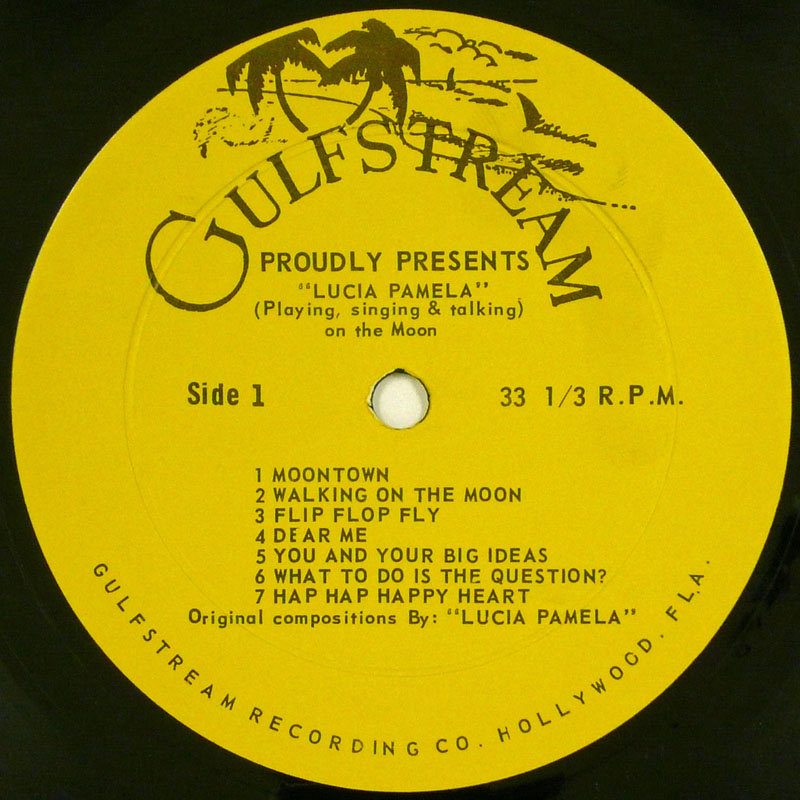 GULFSTREAM
PROUDLY PRESENTS
"LUCIA PAMELA"
(Playing, singing & talking)
on the Moon
Side 1
33 1/3 R.P.M.
1 MOONTOWN
2 WALKING ON THE MOON
3 FLIP FLOP FLY
4 DEAR ME
5 YOU AND YOUR BIG IDEAS
6 WHAT TO DO IS THE QUESTION?
7 HAP HAP HAPPY HEART
Original compositions By: "LUCIA PAMELA"
GULFSTREAM RECORDING CO. HOLLYWOOD. FLA.